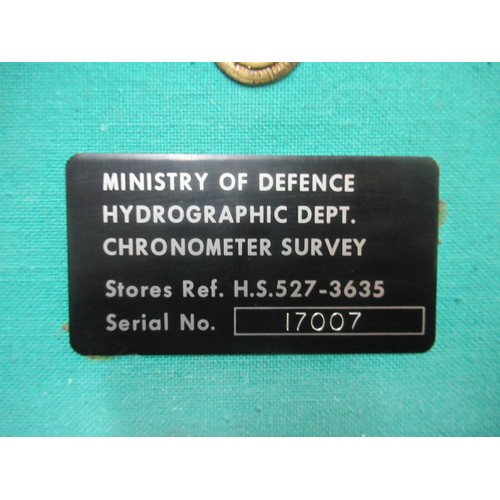 MINISTRY OF DEFENCE
HYDROGRAPHIC DEPT.
CHRONOMETER SURVEY
Stores Ref. H.S.527-3635
Serial No. 17007